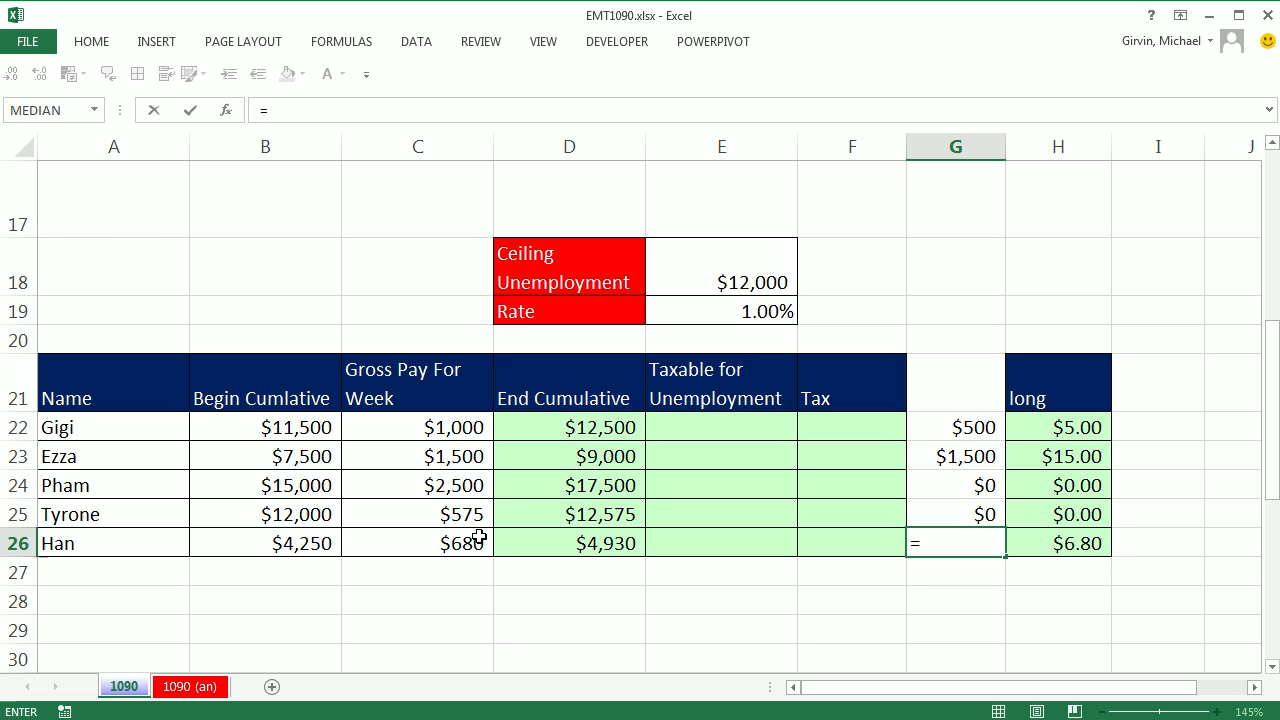 EMT1090.xlsx - Excel
FILE HOME INSERT PAGE LAYOUT FORMULAS DATA REVIEW VIEW DEVELOPER POWERPIVOT Girvin, Michael
MEDIAN =
A B C D E F G H I J
17
18 Ceiling Unemployment $12,000
19 Rate 1.00%
20
21 Name Begin Cumlative Gross Pay For Week End Cumulative Taxable for Unemployment Tax long
22 Gigi $11,500 $1,000 $12,500 $500 $5.00
23 Ezza $7,500 $1,500 $9,000 $1,500 $15.00
24 Pham $15,000 $2,500 $17,500 $0 $0.00
25 Tyrone $12,000 $575 $12,575 $0 $0.00
26 Han $4,250 $680 $4,930 = $6.80
27
28
29
30
1090 1090 (an)
ENTER 145%